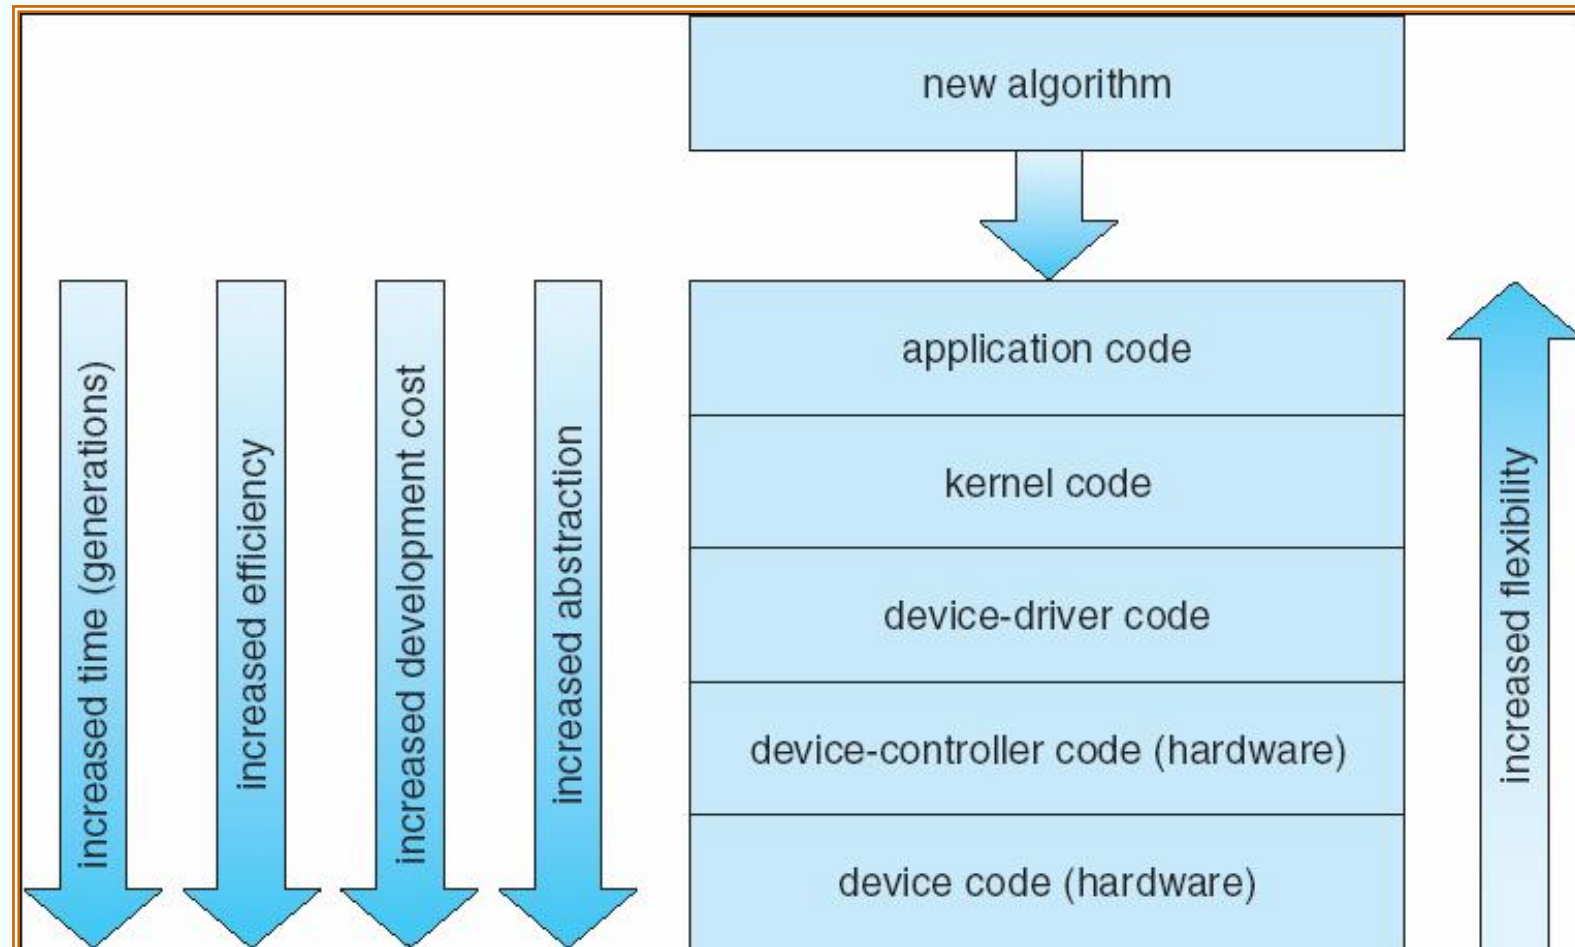 new algorithm
increased time (generations)
increased efficiency
increased development cost
increased abstraction
application code
kernel code
device-driver code
device-controller code (hardware)
device code (hardware)
increased flexibility